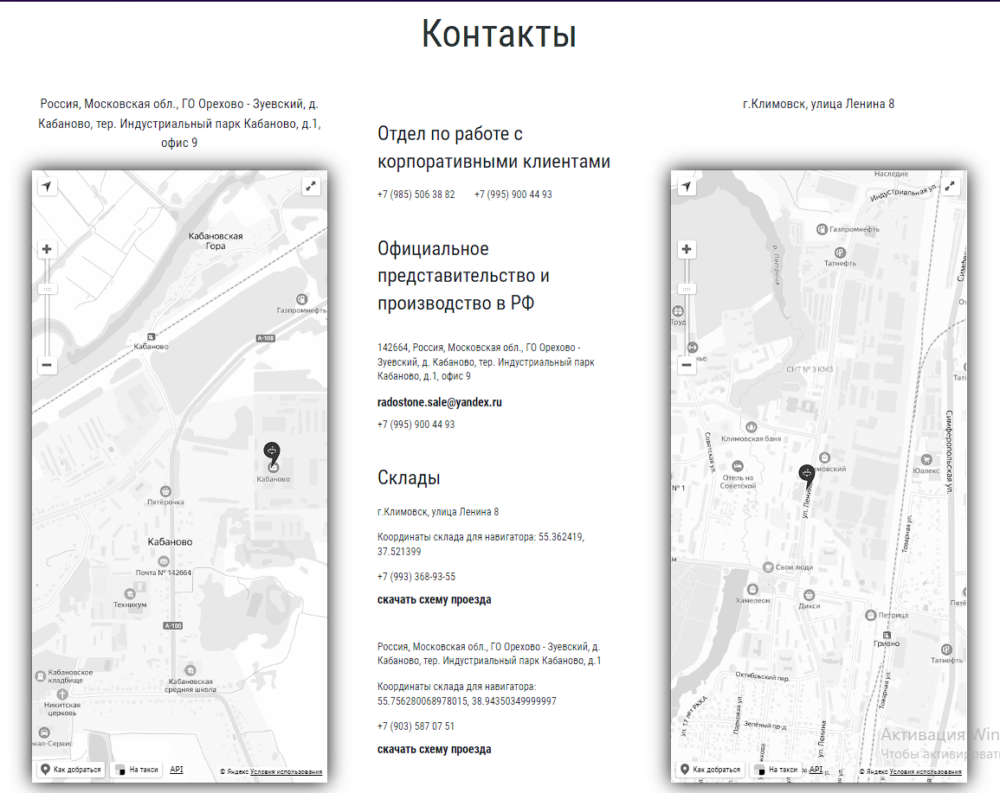 Контакты
Россия, Московская обл., ГО Орехово - Зуевский, д.
Кабаново, тер. Индустриальный парк Кабаново, д.1,
офис 9
Кабановская
Гора
Газпромнефть
А-108
Кабаново
Кабаново
Пятёрочка
Кабаново
Почта № 142664
Техникум
А-108
Кабановское
кладбище
Кабановская
средняя школа
Никитская
церковь
нал-Сервис
Как добраться
На такси
API
© Яндекс Условия использования
Отдел по работе с
корпоративными клиентами
+7 (985) 506 38 82 +7 (995) 900 44 93
Официальное
представительство и
производство в РФ
142664, Россия, Московская обл., ГО Орехово -
Зуевский, д. Кабаново, тер. Индустриальный парк
Кабаново, д.1, офис 9
radostone.sale@yandex.ru
+7 (995) 900 44 93
Склады
г.Климовск, улица Ленина 8
Координаты склада для навигатора: 55.362419,
37.521399
+7 (993) 368-93-55
скачать схему проезда
Россия, Московская обл., ГО Орехово - Зуевский, д.
Кабаново, тер. Индустриальный парк Кабаново, д.1
Координаты склада для навигатора:
55.756280068978015, 38.94350349999997
+7 (903) 587 07 51
скачать схему проезда
г.Климовск, улица Ленина 8
Наследие
Индустриальная ул.
Газпромнефть
р. Петрица
Татнефть
Симфе
Труд
нье
СНТ № 3 КМЗ
Тат
Симферопольская ул.
Климовская баня
Советская ул.
имовский
Юалекс
Отель на
Советской
№ 1
ул. Ленина
Товарная ул.
Свои люди
Хамелеон
Дикси
Пятё
Петрица
Гривно
Татнефть
Октябрьский пер.
Товарная ул.
ул. 17 лет РККА
Парковая ул.
Зелёный пр-д
ул. Ленина
жкова
Активация Win
Чтобы активировать
Как добраться
На такси
API
© Яндекс Условия использования